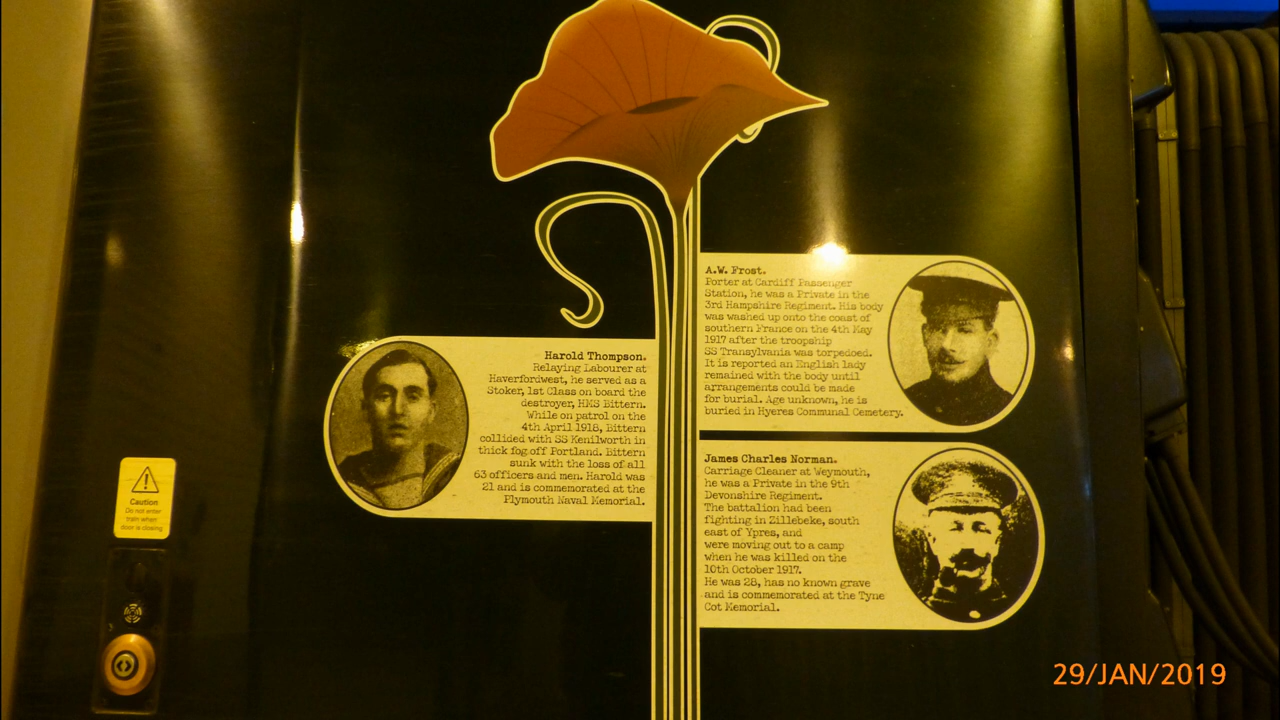 A.W. Frost.
Porter at Cardiff Passenger
Station, he was a Private in the
3rd Hampshire Regiment. His body
was washed up onto the coast of
southern France on the 4th May
1917 after the troopship
SS Transylvania was torpedoed.
It is reported an English lady
remained with the body until
arrangements could be made
for burial. Age unknown, he is
buried in Hyeres Communal Cemetery.
Harold Thompson.
Relaying Labourer at
Haverfordwest, he served as a
Stoker, 1st Class on board the
destroyer, HMS Bittern.
While on patrol on the
4th April 1918, Bittern
collided with SS Kenilworth in
thick fog off Portland. Bittern
sunk with the loss of all
63 officers and men. Harold was
21 and is commemorated at the
Plymouth Naval Memorial.
James Charles Norman.
Carriage Cleaner at Weymouth,
he was a Private in the 9th
Devonshire Regiment.
The battalion had been
fighting in Zillebeke, south
east of Ypres, and
were moving out to a camp
when he was killed on the
10th October 1917.
He was 28, has no known grave
and is commemorated at the Tyne
Cot Memorial.
Caution
Do not enter
train when
door is closing
29/JAN/2019